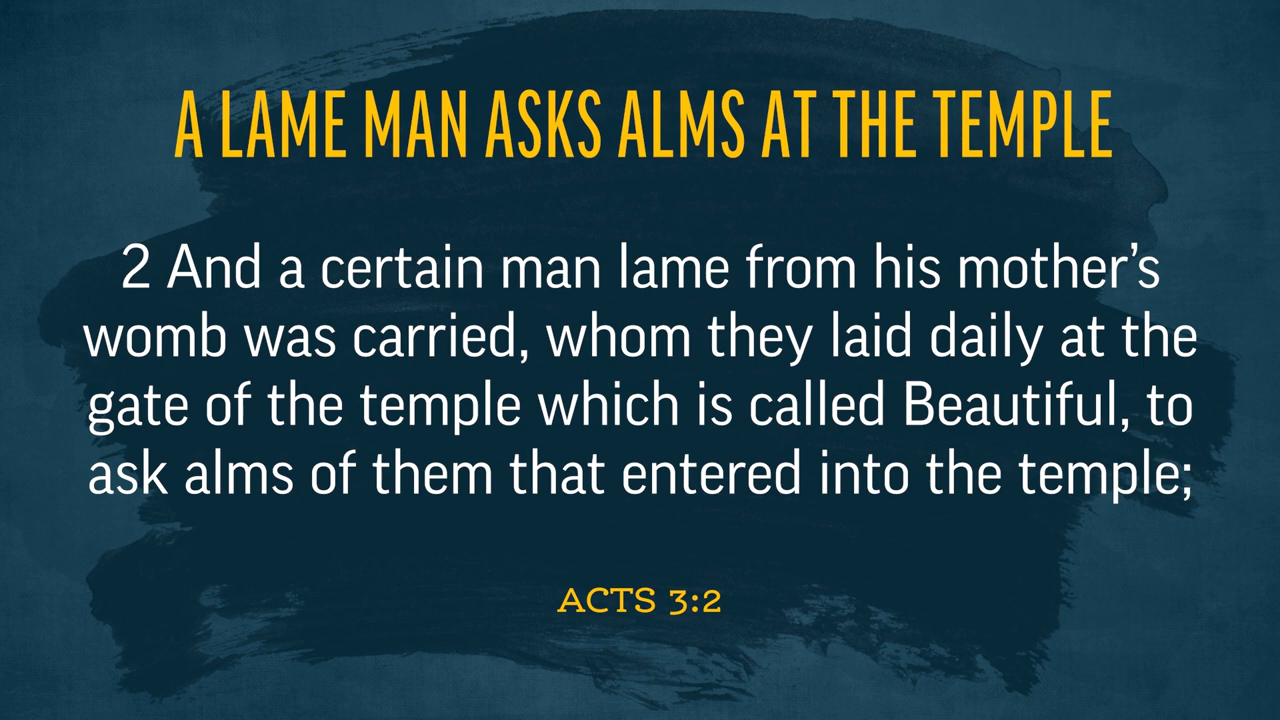 A LAME MAN ASKS ALMS AT THE TEMPLE
2 And a certain man lame from his mother’s
womb was carried, whom they laid daily at the
gate of the temple which is called Beautiful, to
ask alms of them that entered into the temple;
ACTS 3:2